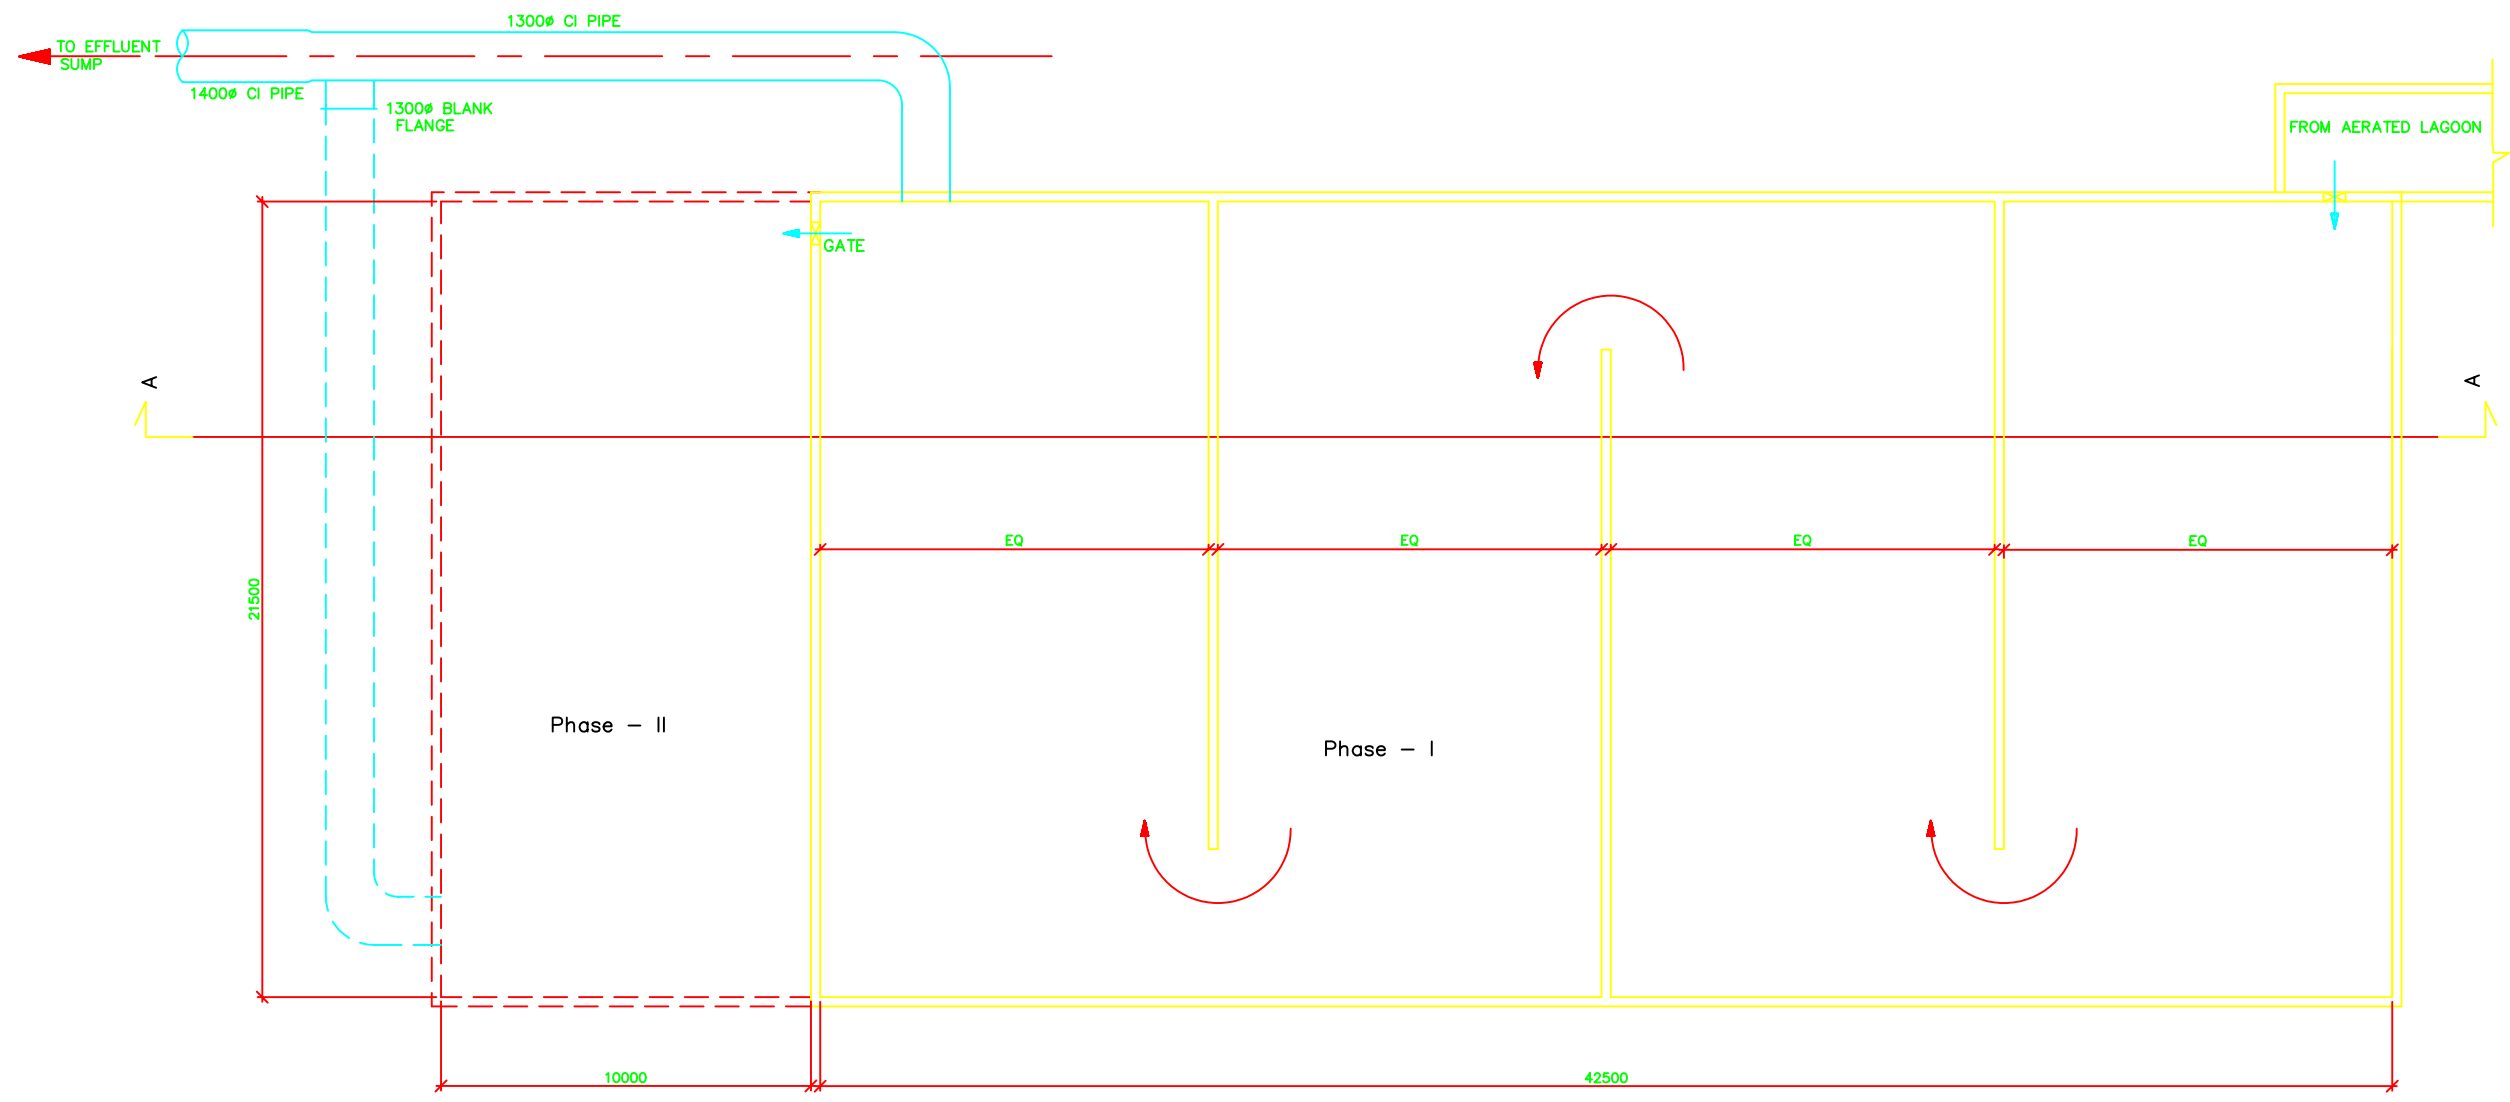 1300ø CI PIPE
TO EFFLUENT
SUMP
1400ø CI PIPE
1300ø BLANK
FLANGE
FROM AERATED LAGOON
GATE
A
A
EQ
EQ
EQ
EQ
21500
Phase - II
Phase - I
10000
42500